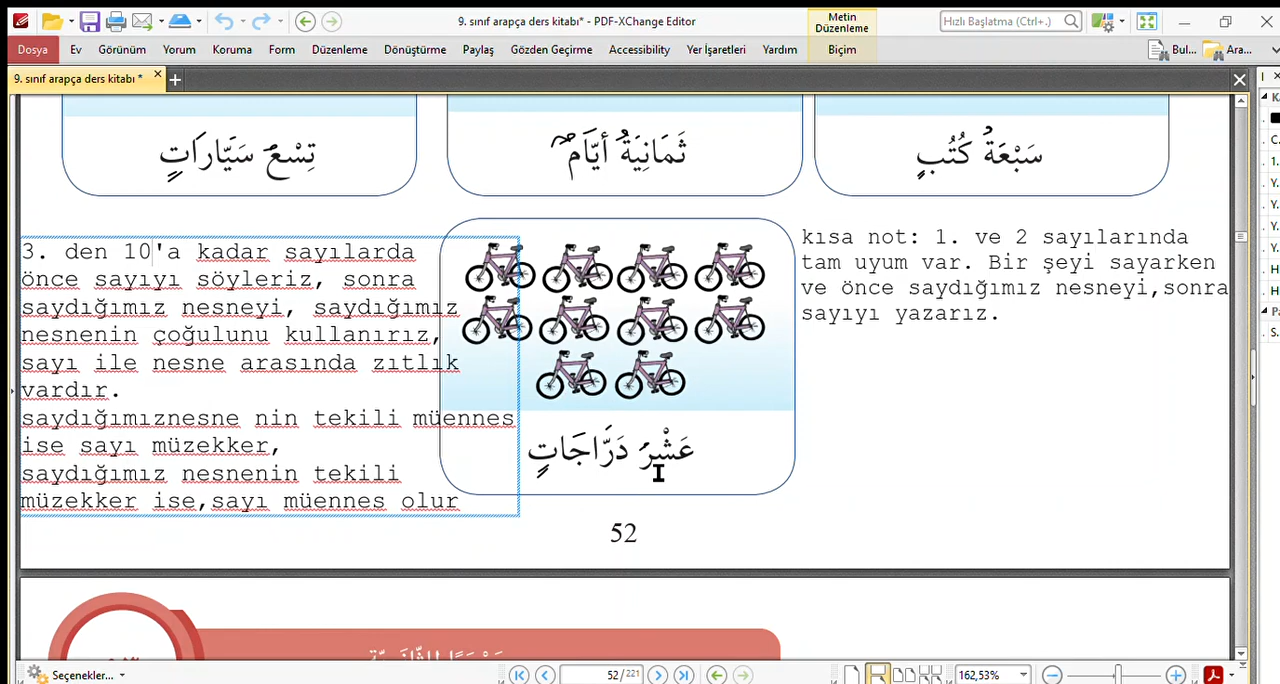 9. sınıf arapça ders kitabı* - PDF-XChange Editor
Metin Düzenleme
Hızlı Başlatma (Ctrl+.)
Dosya Ev Görünüm Yorum Koruma Form Düzenleme Dönüştürme Paylaş Gözden Geçirme Accessibility Yer İşaretleri Yardım Biçim Bul... Ara...
9. sınıf arapça ders kitabı *
سَبْعَةُ كُتُبٍ
ثَمَانِيَةُ أَيَّامٍ
تِسْعُ سَيَّارَاتٍ
3. den 10'a kadar sayılarda
önce sayıyı söyleriz, sonra
saydığımız nesneyi, saydığımız
nesnenin çoğulunu kullanırız,
sayı ile nesne arasında zıtlık
vardır.
saydığımıznesne nin tekili müennes
ise sayı müzekker,
saydığımız nesnenin tekili
müzekker ise,sayı müennes olur
عَشْرُ دَرَّاجَاتٍ
kısa not: 1. ve 2 sayılarında
tam uyum var. Bir şeyi sayarken
ve önce saydığımız nesneyi,sonra
sayıyı yazarız.
52
Seçenekler...
52 / 221
162,53%